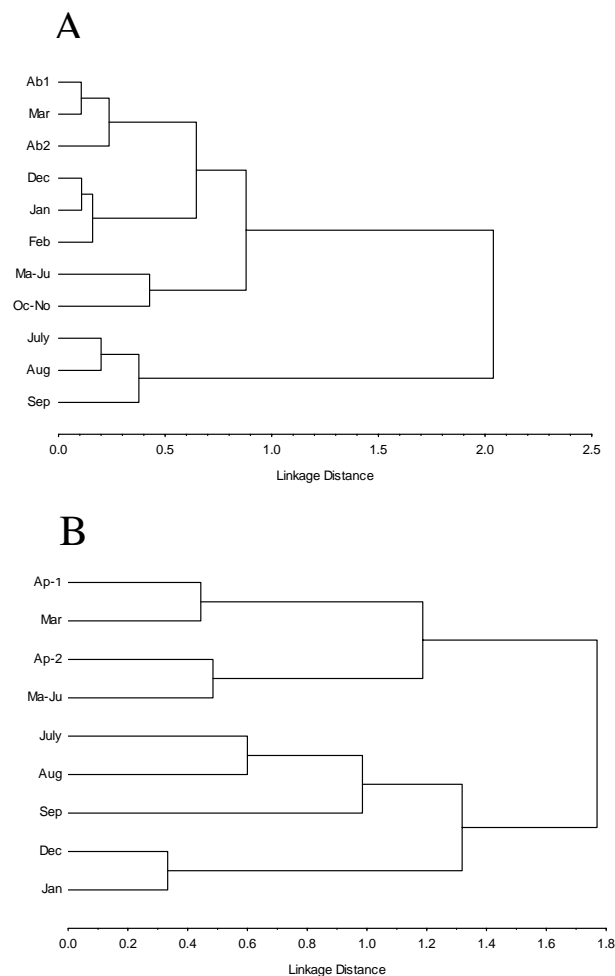 A
Ab1
Mar
Ab2
Dec
Jan
Feb
Ma-Ju
Oc-No
July
Aug
Sep
0.0 0.5 1.0 1.5 2.0 2.5
Linkage Distance
B
Ap-1
Mar
Ap-2
Ma-Ju
July
Aug
Sep
Dec
Jan
0.0 0.2 0.4 0.6 0.8 1.0 1.2 1.4 1.6 1.8
Linkage Distance